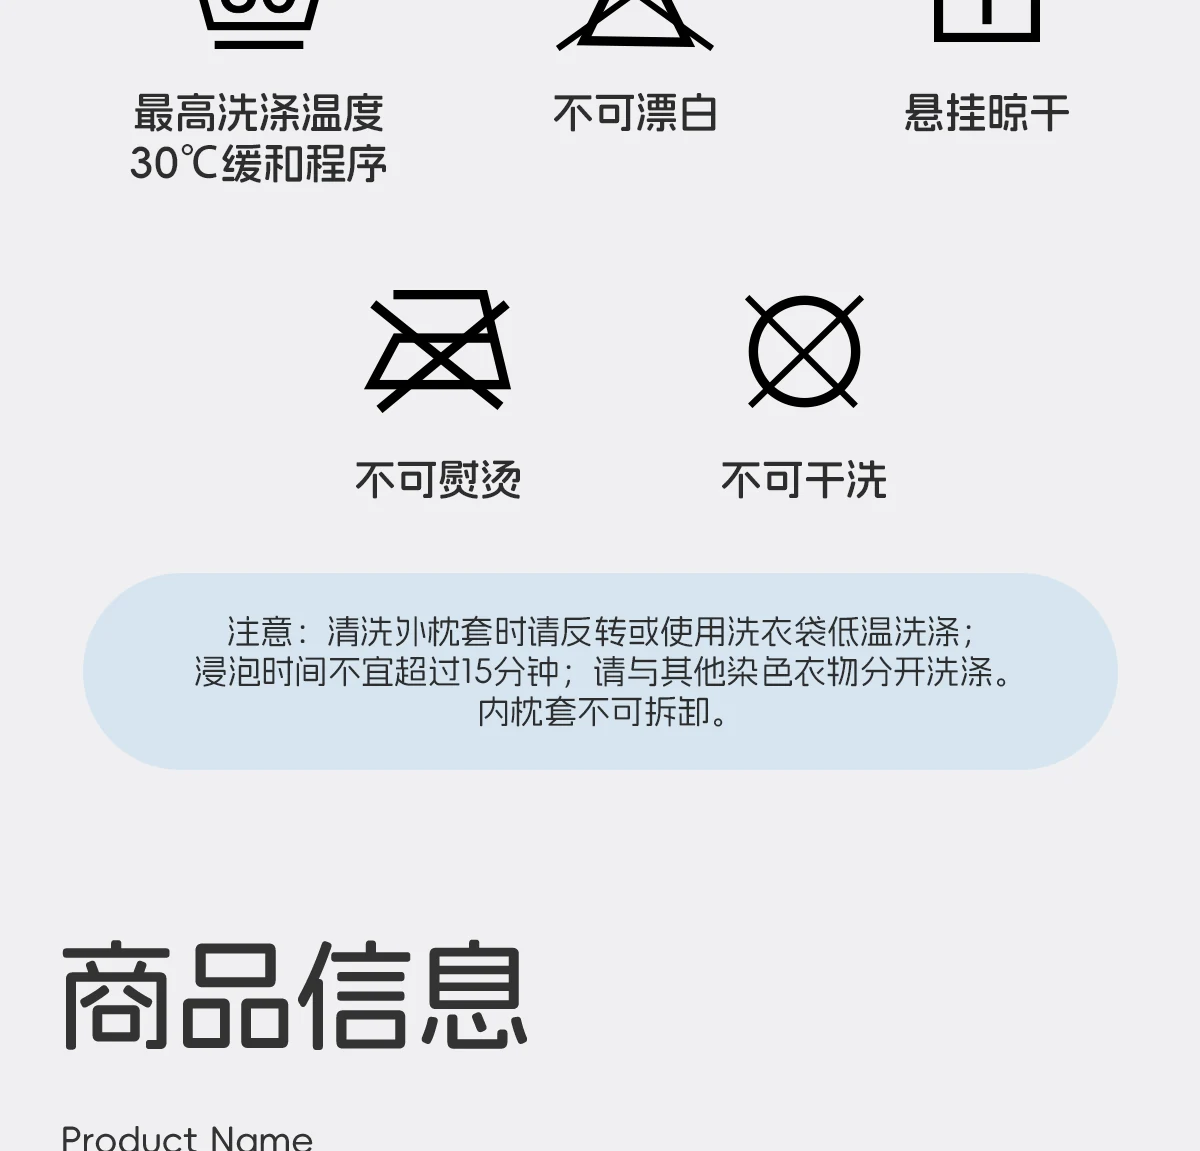 30
最高洗涤温度
30℃缓和程序
不可漂白
悬挂晾干
不可熨烫
不可干洗
注意：清洗外枕套时请反转或使用洗衣袋低温洗涤；
浸泡时间不宜超过15分钟；请与其他染色衣物分开洗涤。
内枕套不可拆卸。
商品信息
Product Name